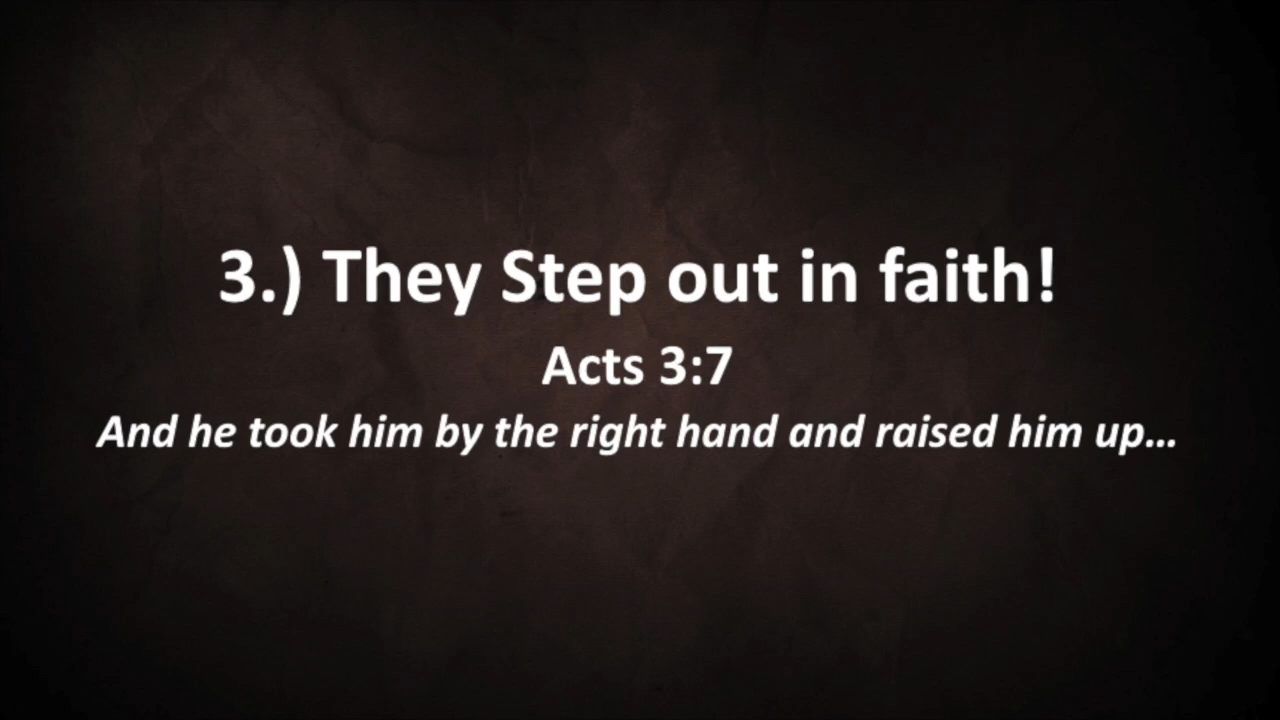 3.) They Step out in faith!
Acts 3:7
And he took him by the right hand and raised him up...